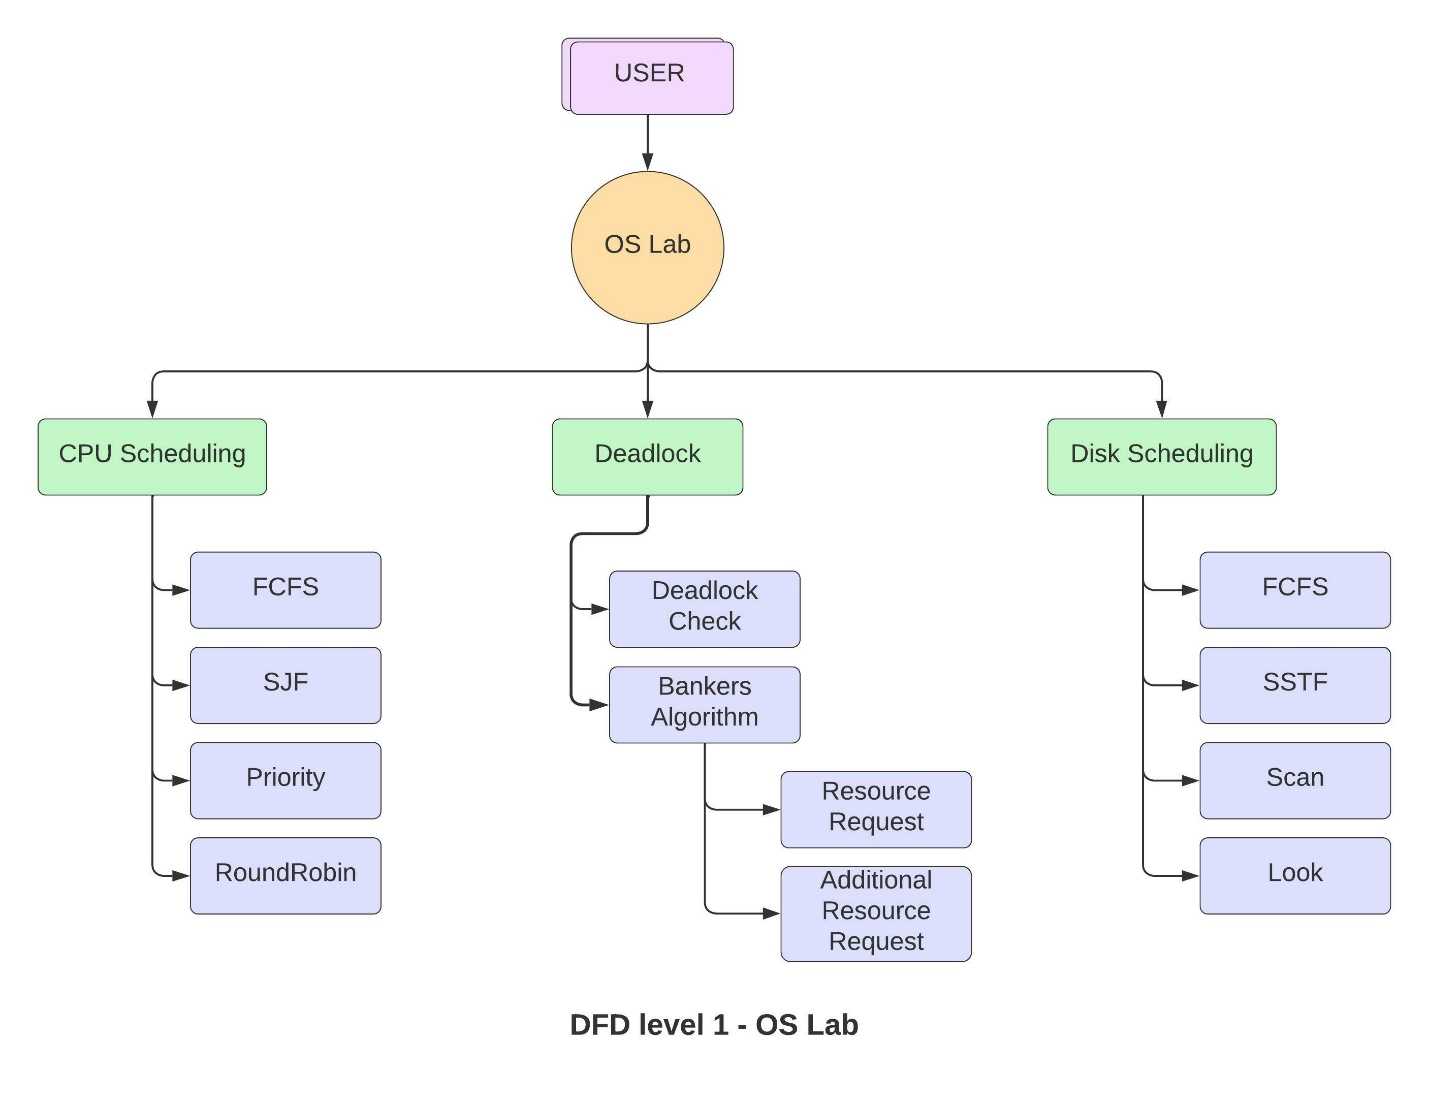 USER
OS Lab
CPU Scheduling
Deadlock
Disk Scheduling
FCFS
SJF
Priority
RoundRobin
Deadlock
Check
Bankers
Algorithm
Resource
Request
Additional
Resource
Request
FCFS
SSTF
Scan
Look
DFD level 1 - OS Lab